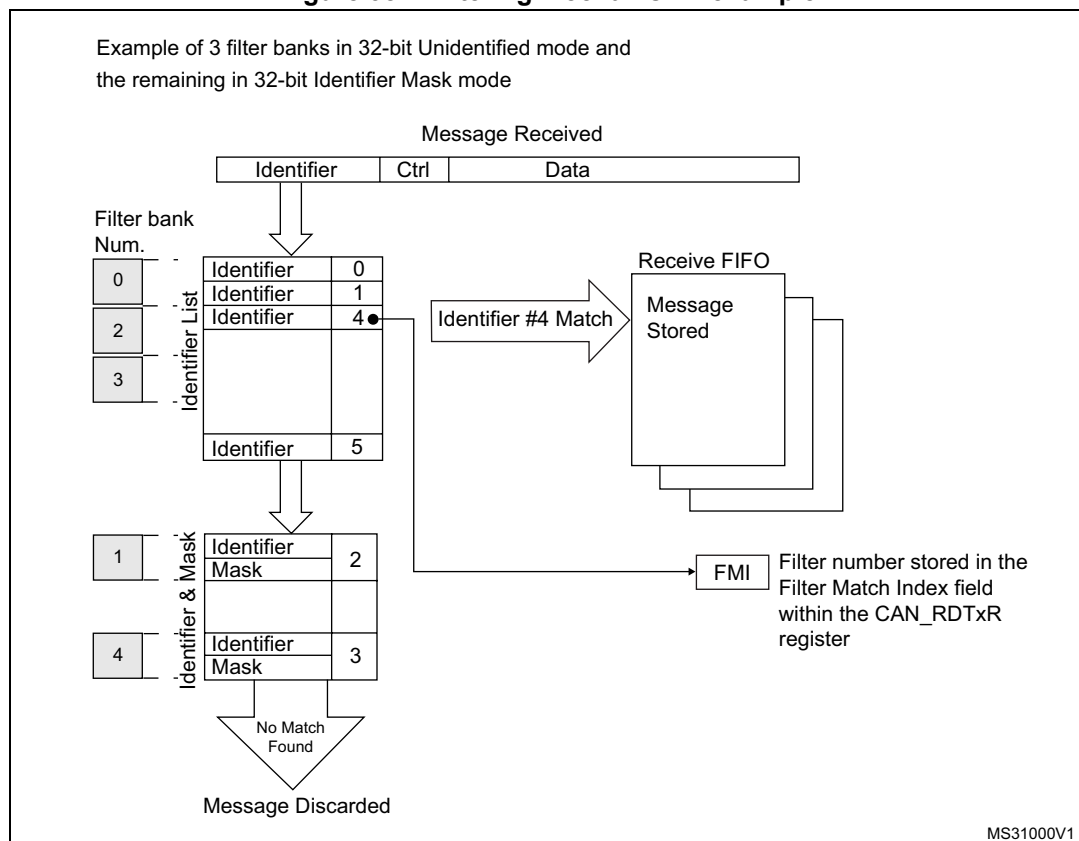 Example of 3 filter banks in 32-bit Unidentified mode and
the remaining in 32-bit Identifier Mask mode
Message Received
Identifier Ctrl Data
Filter bank
Num.
0
2
3
Identifier List
Identifier 0
Identifier 1
Identifier 4
Identifier 5
Identifier #4 Match
Receive FIFO
Message
Stored
1
4
Identifier & Mask
Identifier
Mask
2
Identifier
Mask
3
FMI
Filter number stored in the
Filter Match Index field
within the CAN_RDTxR
register
No Match
Found
Message Discarded
MS31000V1